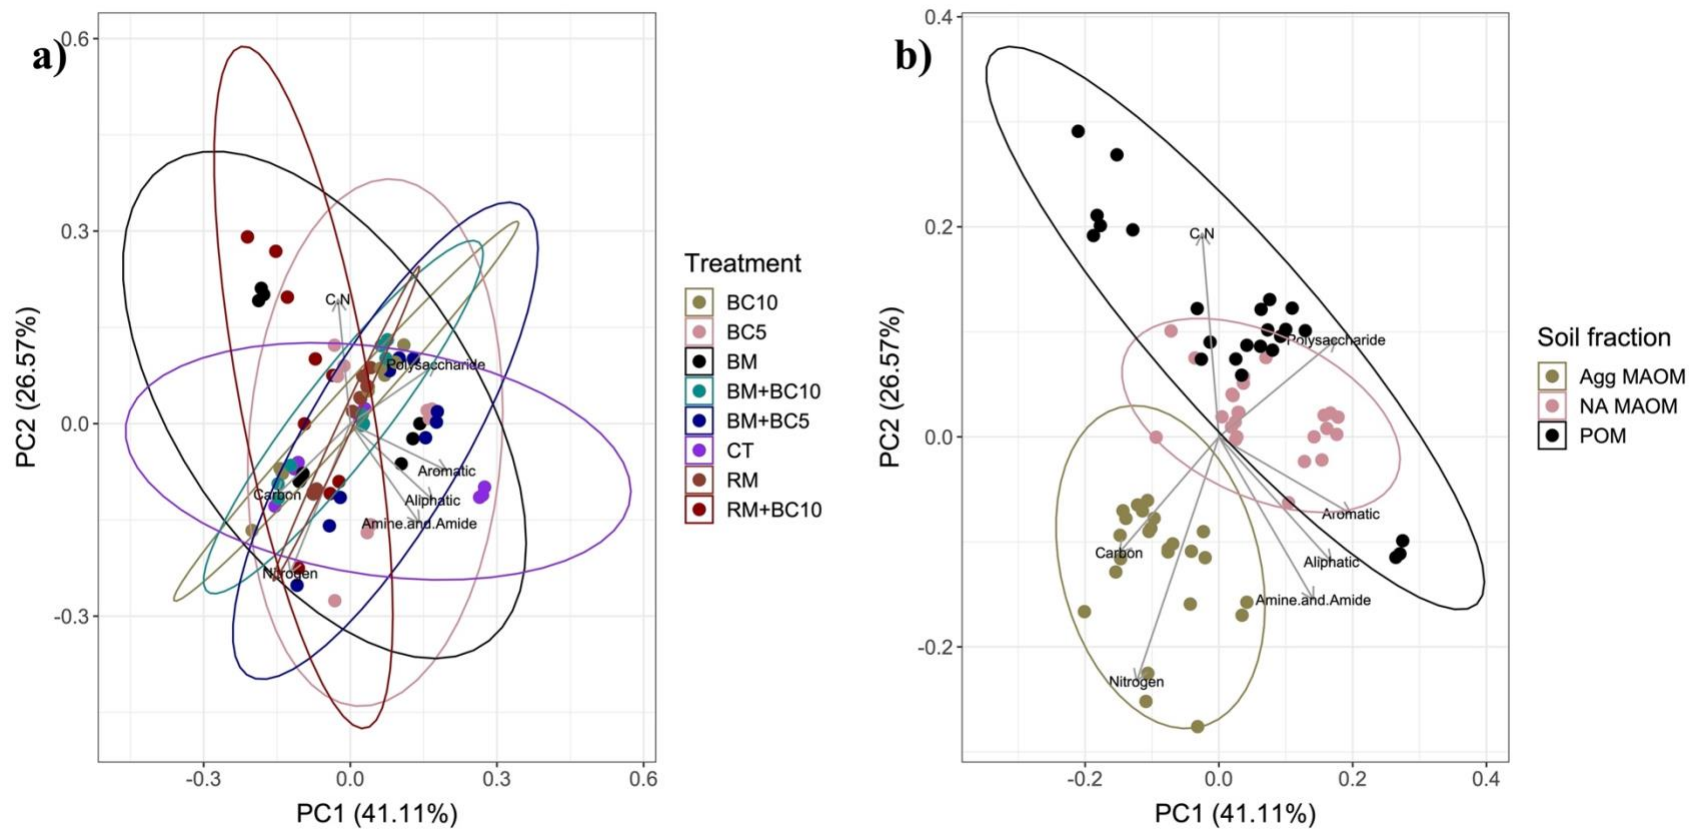 a)
0.6
0.3
0.0
-0.3
PC2 (26.57%)
C.N
Polysaccharide
Aromatic
Aliphatic
Amine.and.Amide
Carbon
Nitrogen
-0.3
0.0
0.3
0.6
PC1 (41.11%)
Treatment
BC10
BC5
BM
BM+BC10
BM+BC5
CT
RM
RM+BC10
b)
0.4
0.2
0.0
-0.2
PC2 (26.57%)
C.N
Polysaccharide
Aromatic
Aliphatic
Amine.and.Amide
Carbon
Nitrogen
-0.2
0.0
0.2
0.4
PC1 (41.11%)
Soil fraction
Agg MAOM
NA MAOM
POM